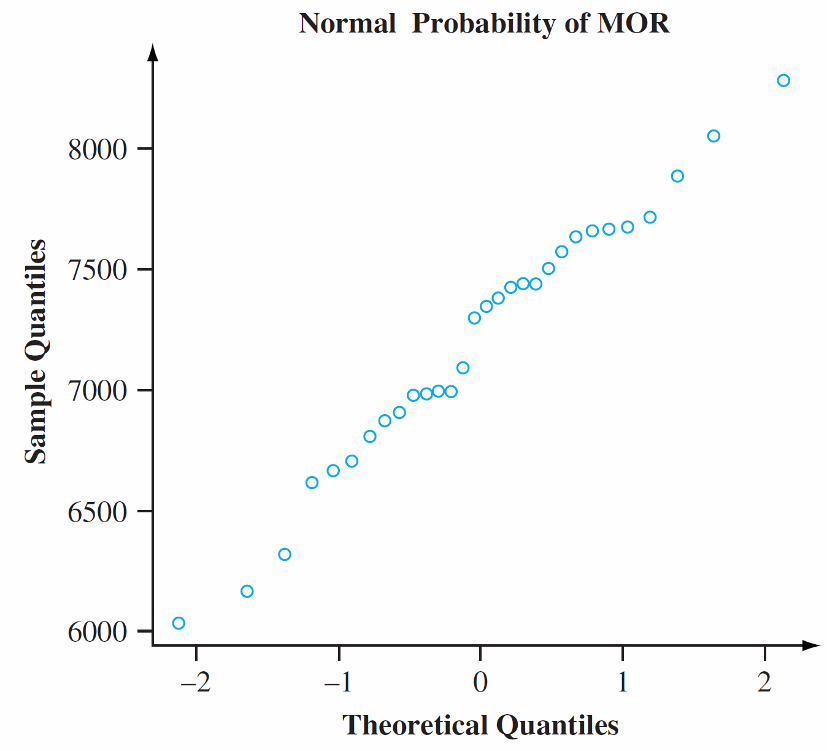 Normal Probability of MOR
8000
7500
7000
6500
6000
Sample Quantiles
–2 –1 0 1 2
Theoretical Quantiles